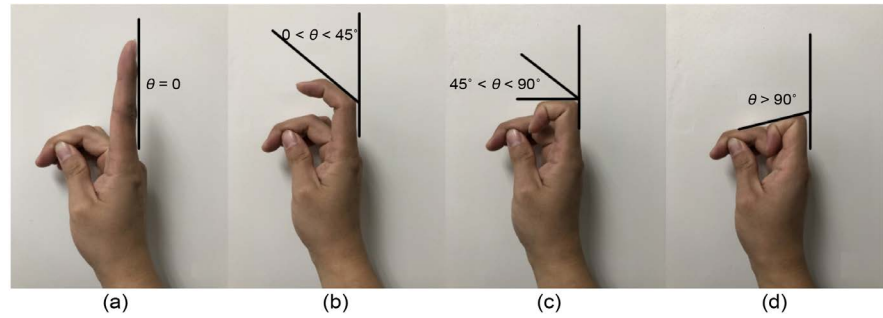 θ = 0
0 < θ < 45°
45° < θ < 90°
θ > 90°
(a)
(b)
(c)
(d)